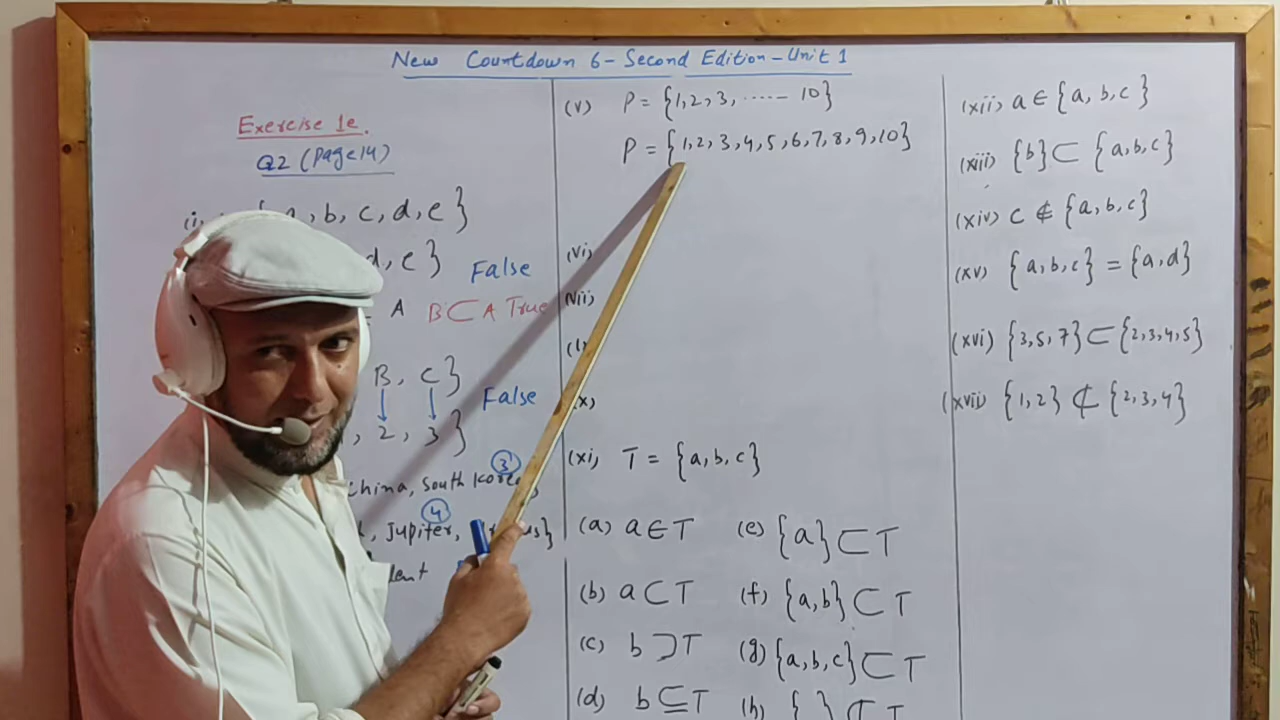 New Countdown 6 - Second Edition - Unit 1
Exercise 1e.
Q2 (Page 14)
(i)
, b, c, d, e }
d, e }
False
A B⊂A True
B, C }
False
, 2, 3 }
China, South Korea,
3
4
, Jupiter,
(v) P = {1, 2, 3, ...... 10}
P = {1, 2, 3, 4, 5, 6, 7, 8, 9, 10}
(vi)
(vii)
(x)
(xi) T = {a, b, c}
(a) a ∈ T
(b) a ⊂ T
(c) b ⊃ T
(d) b ⊆ T
(e) {a} ⊂ T
(f) {a, b} ⊂ T
(g) {a, b, c} ⊂ T
(h) { } ⊄ T
(xii) a ∈ {a, b, c}
(xiii) {b} ⊂ {a, b, c}
(xiv) c ∉ {a, b, c}
(xv) {a, b, c} = {a, d}
(xvi) {3, 5, 7} ⊂ {2, 3, 4, 5}
(xvii) {1, 2} ⊄ {2, 3, 4}